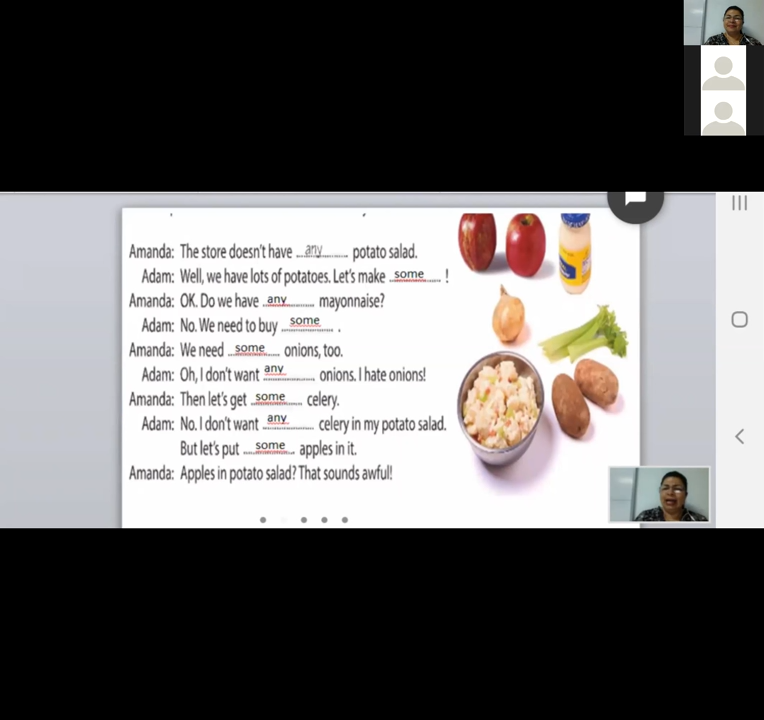 Amanda: The store doesn't have any potato salad.
Adam: Well, we have lots of potatoes. Let's make some !
Amanda: OK. Do we have any mayonnaise?
Adam: No. We need to buy some .
Amanda: We need some onions, too.
Adam: Oh, I don't want any onions. I hate onions!
Amanda: Then let's get some celery.
Adam: No. I don't want any celery in my potato salad.
But let's put some apples in it.
Amanda: Apples in potato salad? That sounds awful!